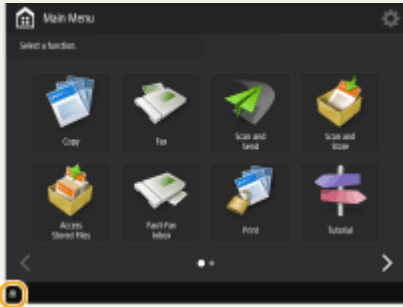 Main Menu
Select a function.
Copy
Fax
Scan and
Send
Scan and
Store
Access
Stored Files
Fax/I-Fax
Inbox
Print
Tutorial